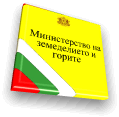 Министерство на
земеделието и
горите